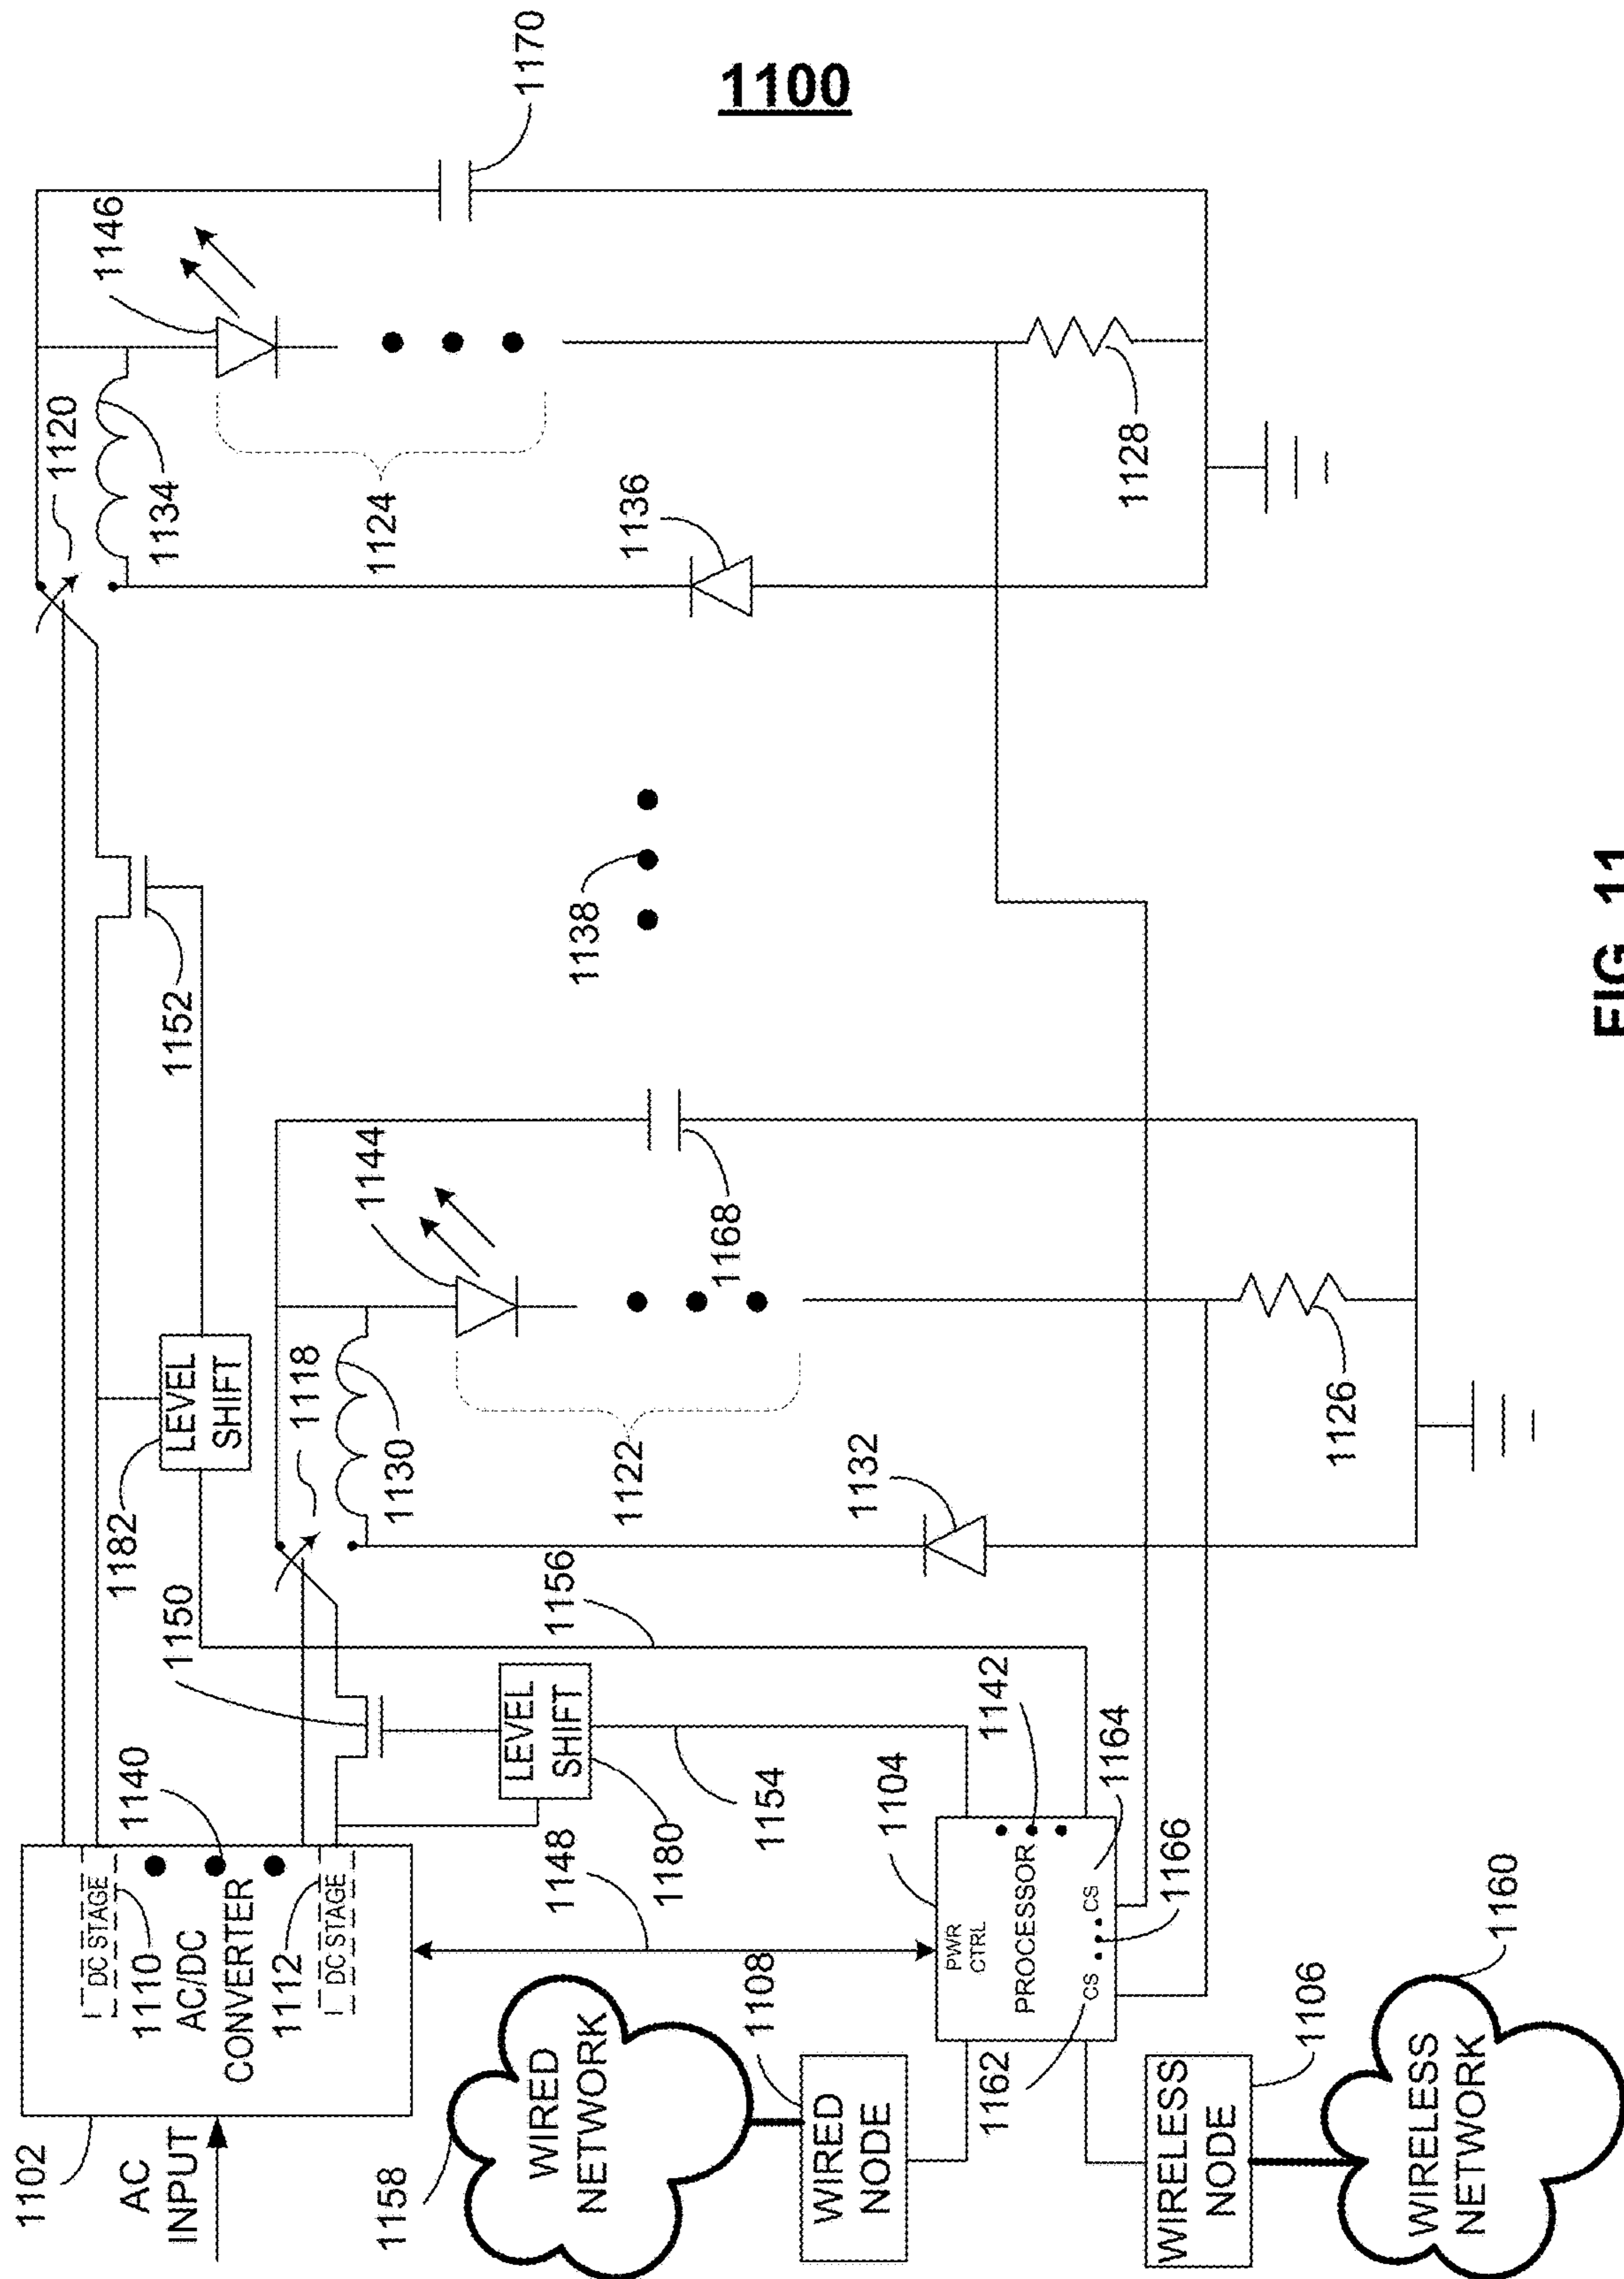 1100
1170
1146
1120
1134
1124
1136
1128
1152
1138
1182
LEVEL
SHIFT
1144
1118
1130
1168
1122
1132
1126
1150
1156
LEVEL
SHIFT
1140
DC STAGE
1110
AC/DC
CONVERTER
1112
DC STAGE
1102
AC
INPUT
1148
1180
1154
1142
1104
1164
1166
PWR
CTRL
PROCESSOR
CS
CS
1162
1108
WIRED
NETWORK
1158
WIRED
NODE
1106
WIRELESS
NODE
1160
WIRELESS
NETWORK
FIG. 11